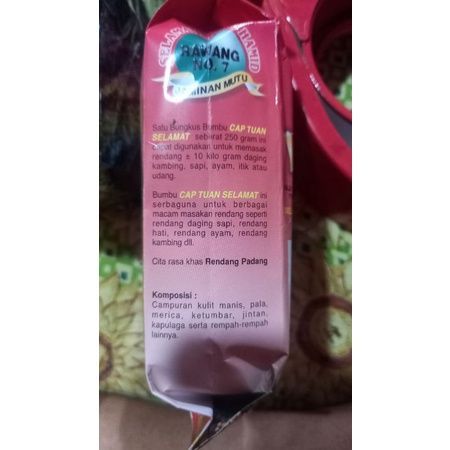 RAWANG
NO. 7
JAMINAN MUTU
Satu Bungkus Bumbu CAP TUAN
SELAMAT seberat 250 gram ini
dapat digunakan untuk memasak
rendang ± 10 kilo gram daging
kambing, sapi, ayam, itik atau
udang.
Bumbu CAP TUAN SELAMAT ini
serbaguna untuk berbagai
macam masakan rendang seperti
rendang daging sapi, rendang
hati, rendang ayam, rendang
kambing dll.
Cita rasa khas Rendang Padang
Komposisi :
Campuran kulit manis, pala,
merica, ketumbar, jintan,
kapulaga serta rempah-rempah
lainnya.